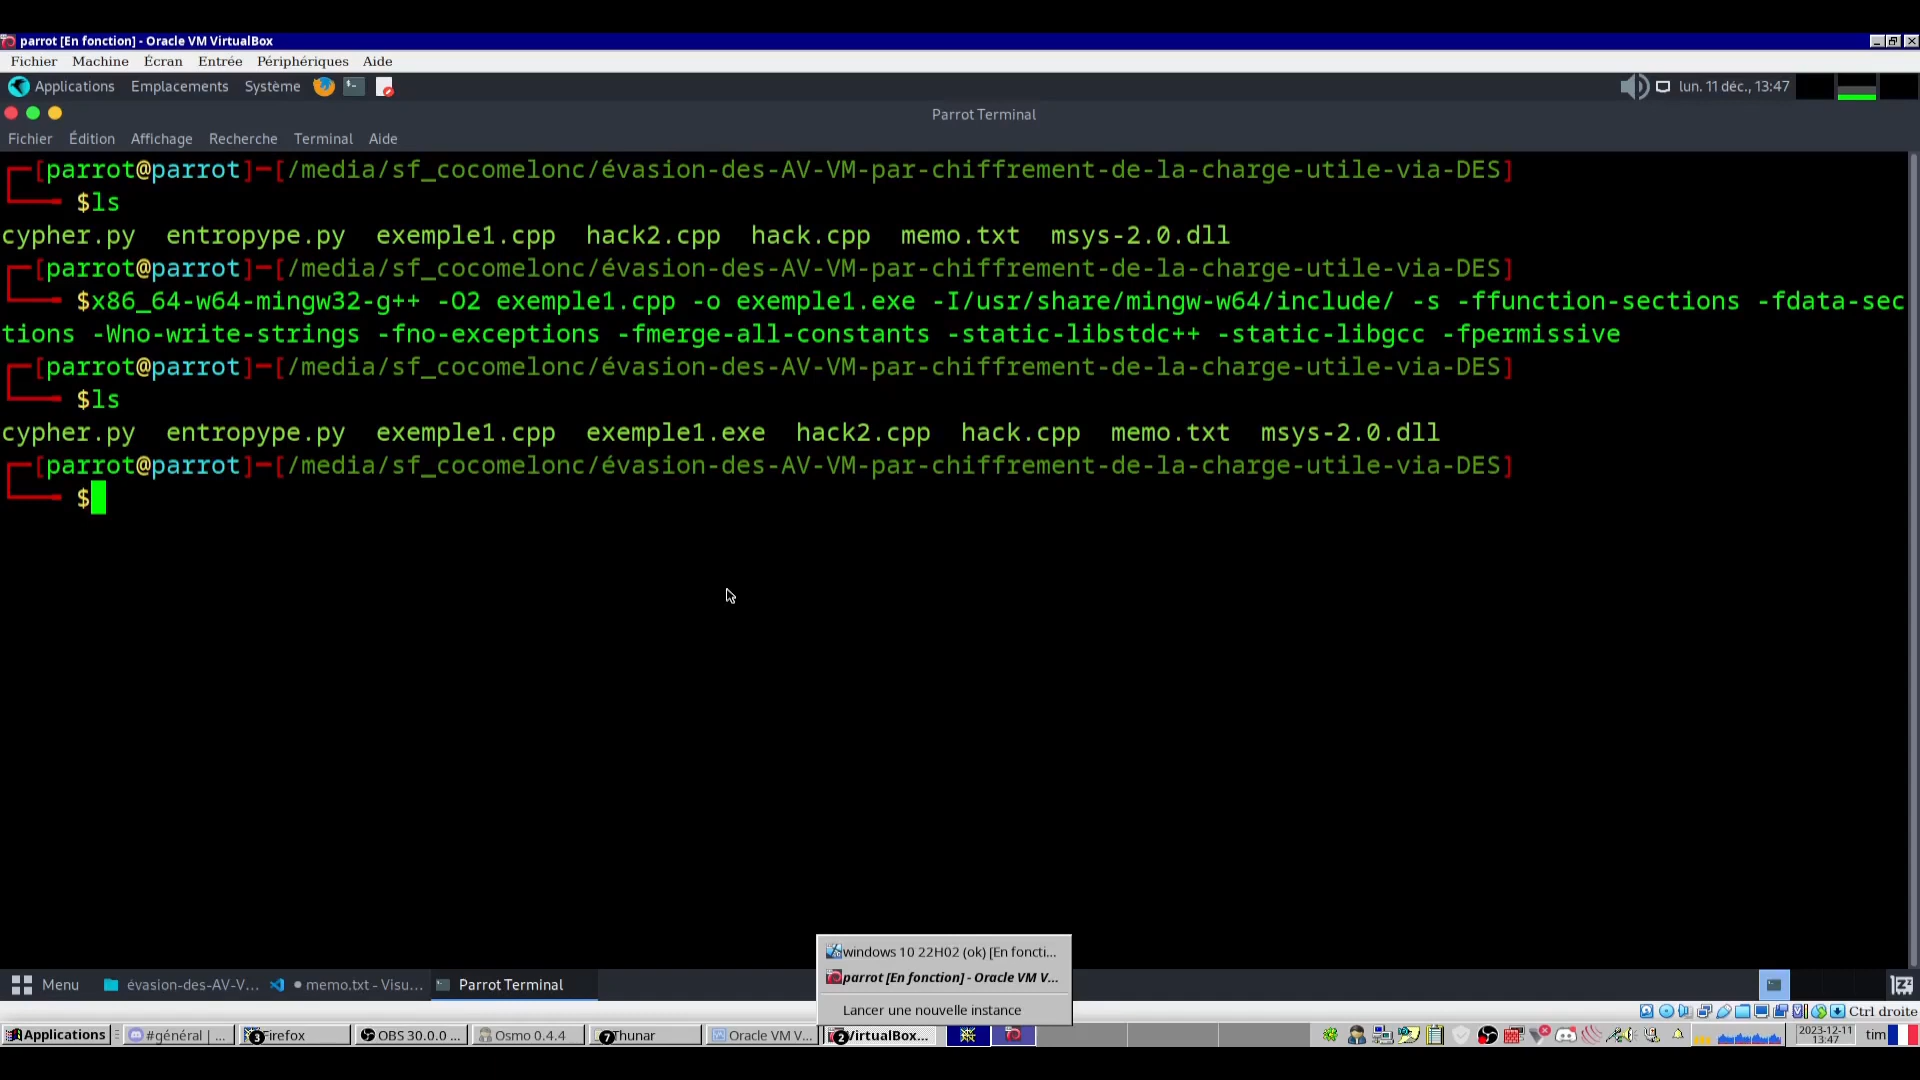 parrot [En fonction] - Oracle VM VirtualBox
Fichier Machine Écran Entrée Périphériques Aide
Applications Emplacements Système lun. 11 déc., 13:47
Parrot Terminal
Fichier Édition Affichage Recherche Terminal Aide
┌─[parrot@parrot]─[/media/sf_cocomelonc/évasion-des-AV-VM-par-chiffrement-de-la-charge-utile-via-DES]
└──╼ $ls
cypher.py entropype.py exemple1.cpp hack2.cpp hack.cpp memo.txt msys-2.0.dll
┌─[parrot@parrot]─[/media/sf_cocomelonc/évasion-des-AV-VM-par-chiffrement-de-la-charge-utile-via-DES]
└──╼ $x86_64-w64-mingw32-g++ -O2 exemple1.cpp -o exemple1.exe -I/usr/share/mingw-w64/include/ -s -ffunction-sections -fdata-sec
tions -Wno-write-strings -fno-exceptions -fmerge-all-constants -static-libstdc++ -static-libgcc -fpermissive
┌─[parrot@parrot]─[/media/sf_cocomelonc/évasion-des-AV-VM-par-chiffrement-de-la-charge-utile-via-DES]
└──╼ $ls
cypher.py entropype.py exemple1.cpp exemple1.exe hack2.cpp hack.cpp memo.txt msys-2.0.dll
┌─[parrot@parrot]─[/media/sf_cocomelonc/évasion-des-AV-VM-par-chiffrement-de-la-charge-utile-via-DES]
└──╼ $
windows 10 22H02 (ok) [En foncti...
parrot [En fonction] - Oracle VM V...
Lancer une nouvelle instance
Menu évasion-des-AV-V... ● memo.txt - Visu... Parrot Terminal
Ctrl droite
Applications #général | ... 3 Firefox OBS 30.0.0 ... Osmo 0.4.4 7 Thunar Oracle VM V... 2 VirtualBox... 2023-12-11 tim
13:47